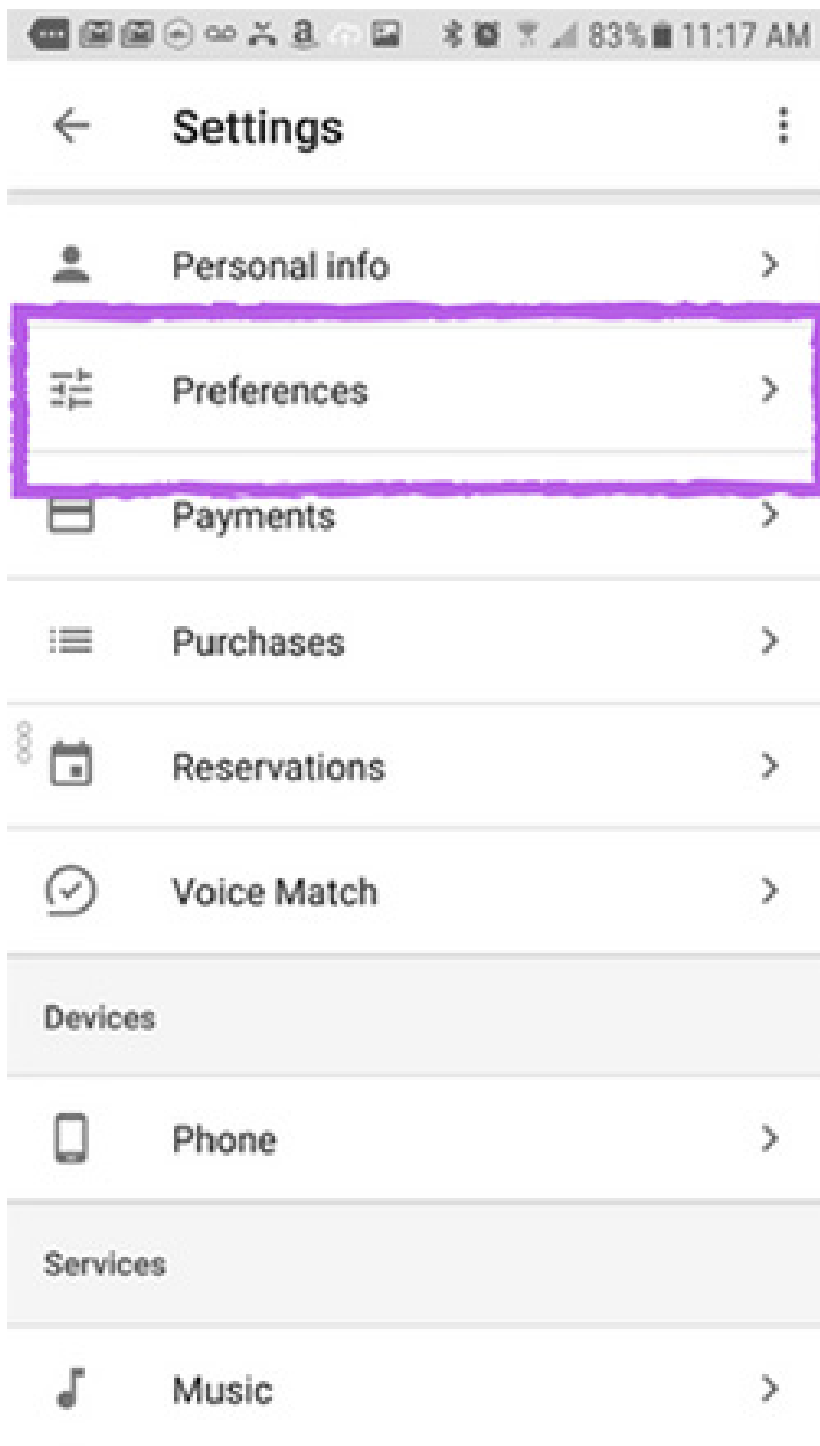 a 83% 11:17 AM
Settings
Personal info
Preferences
Payments
Purchases
Reservations
Voice Match
Devices
Phone
Services
Music